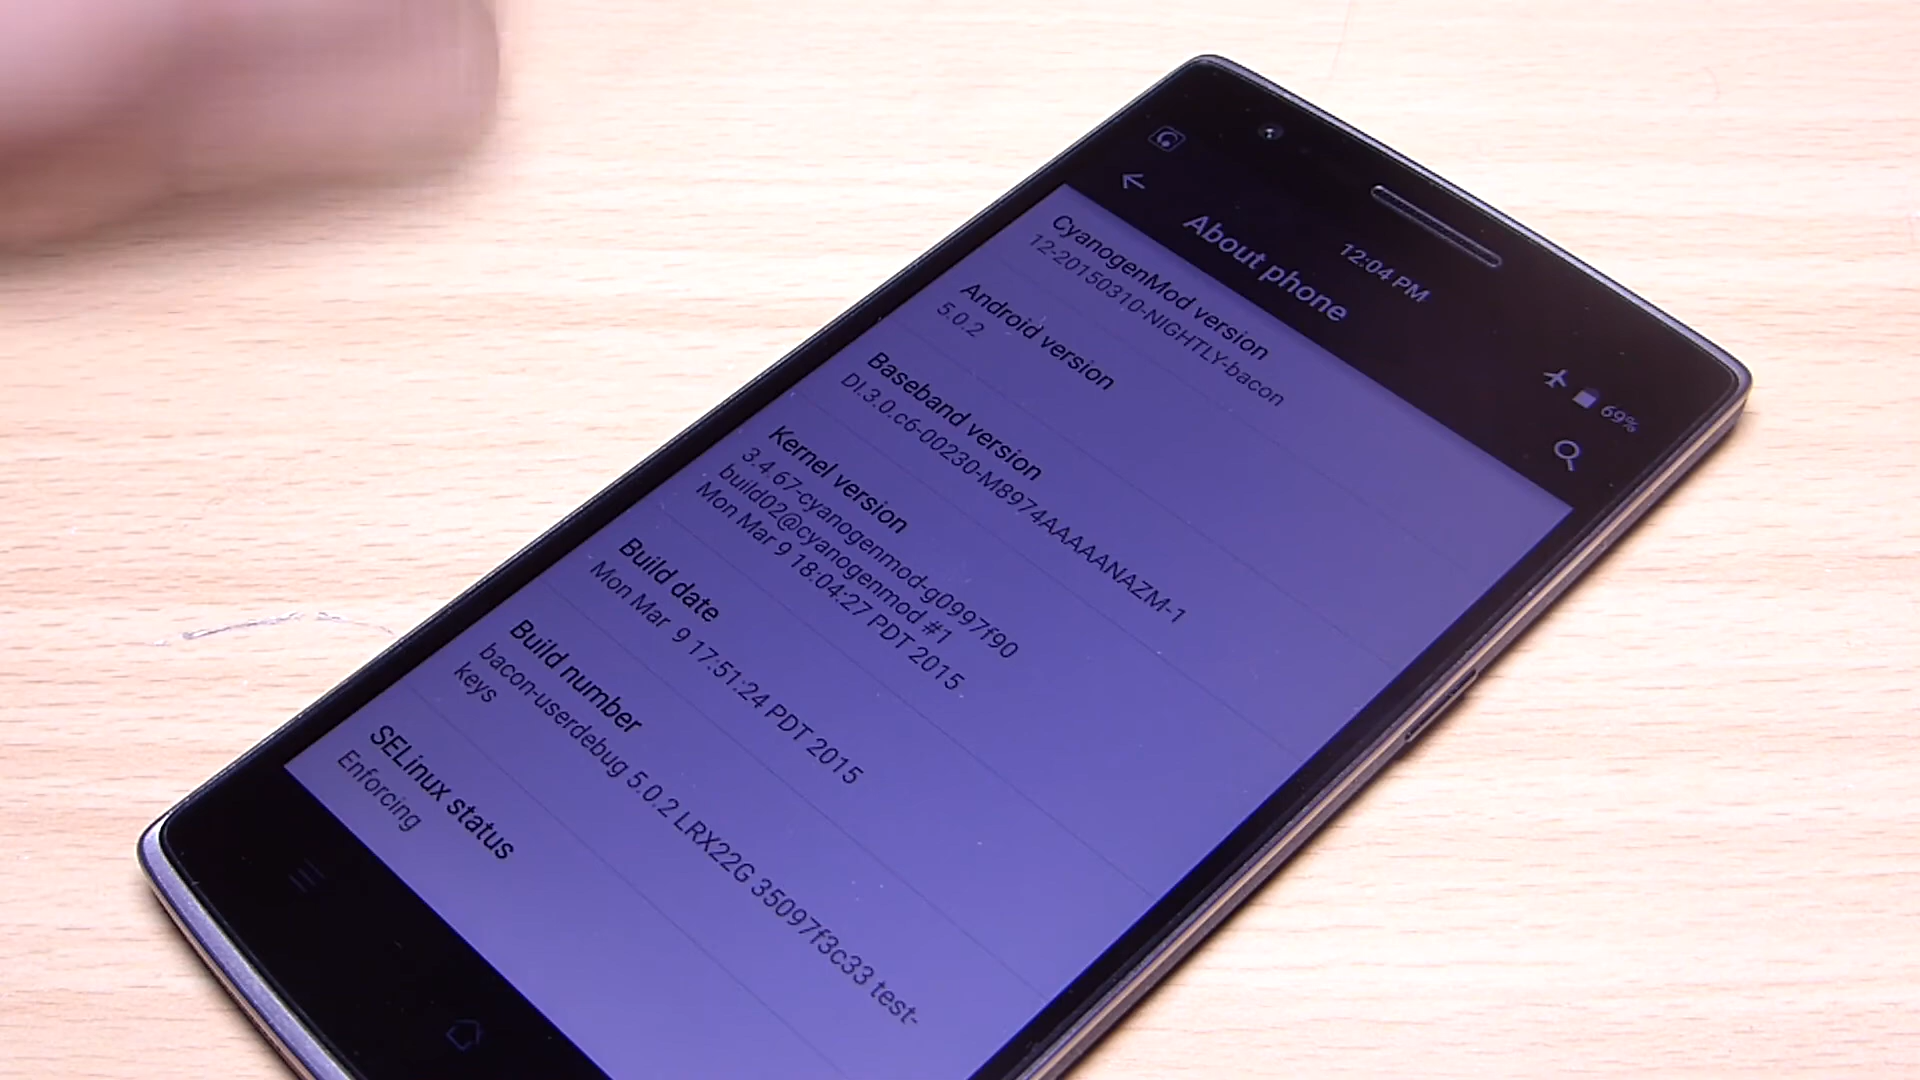 12:04 PM
69%
About phone
CyanogenMod version
12-20150310-NIGHTLY-bacon
Android version
5.0.2
Baseband version
DI.3.0.c6-00230-M8974AAAAANAZM-1
Kernel version
3.4.67-cyanogenmod-g0997f90
build02@cyanogenmod #1
Mon Mar 9 18:04:27 PDT 2015
Build date
Mon Mar  9 17:51:24 PDT 2015
Build number
bacon-userdebug 5.0.2 LRX22G 35097f3c33 test-
keys
SELinux status
Enforcing